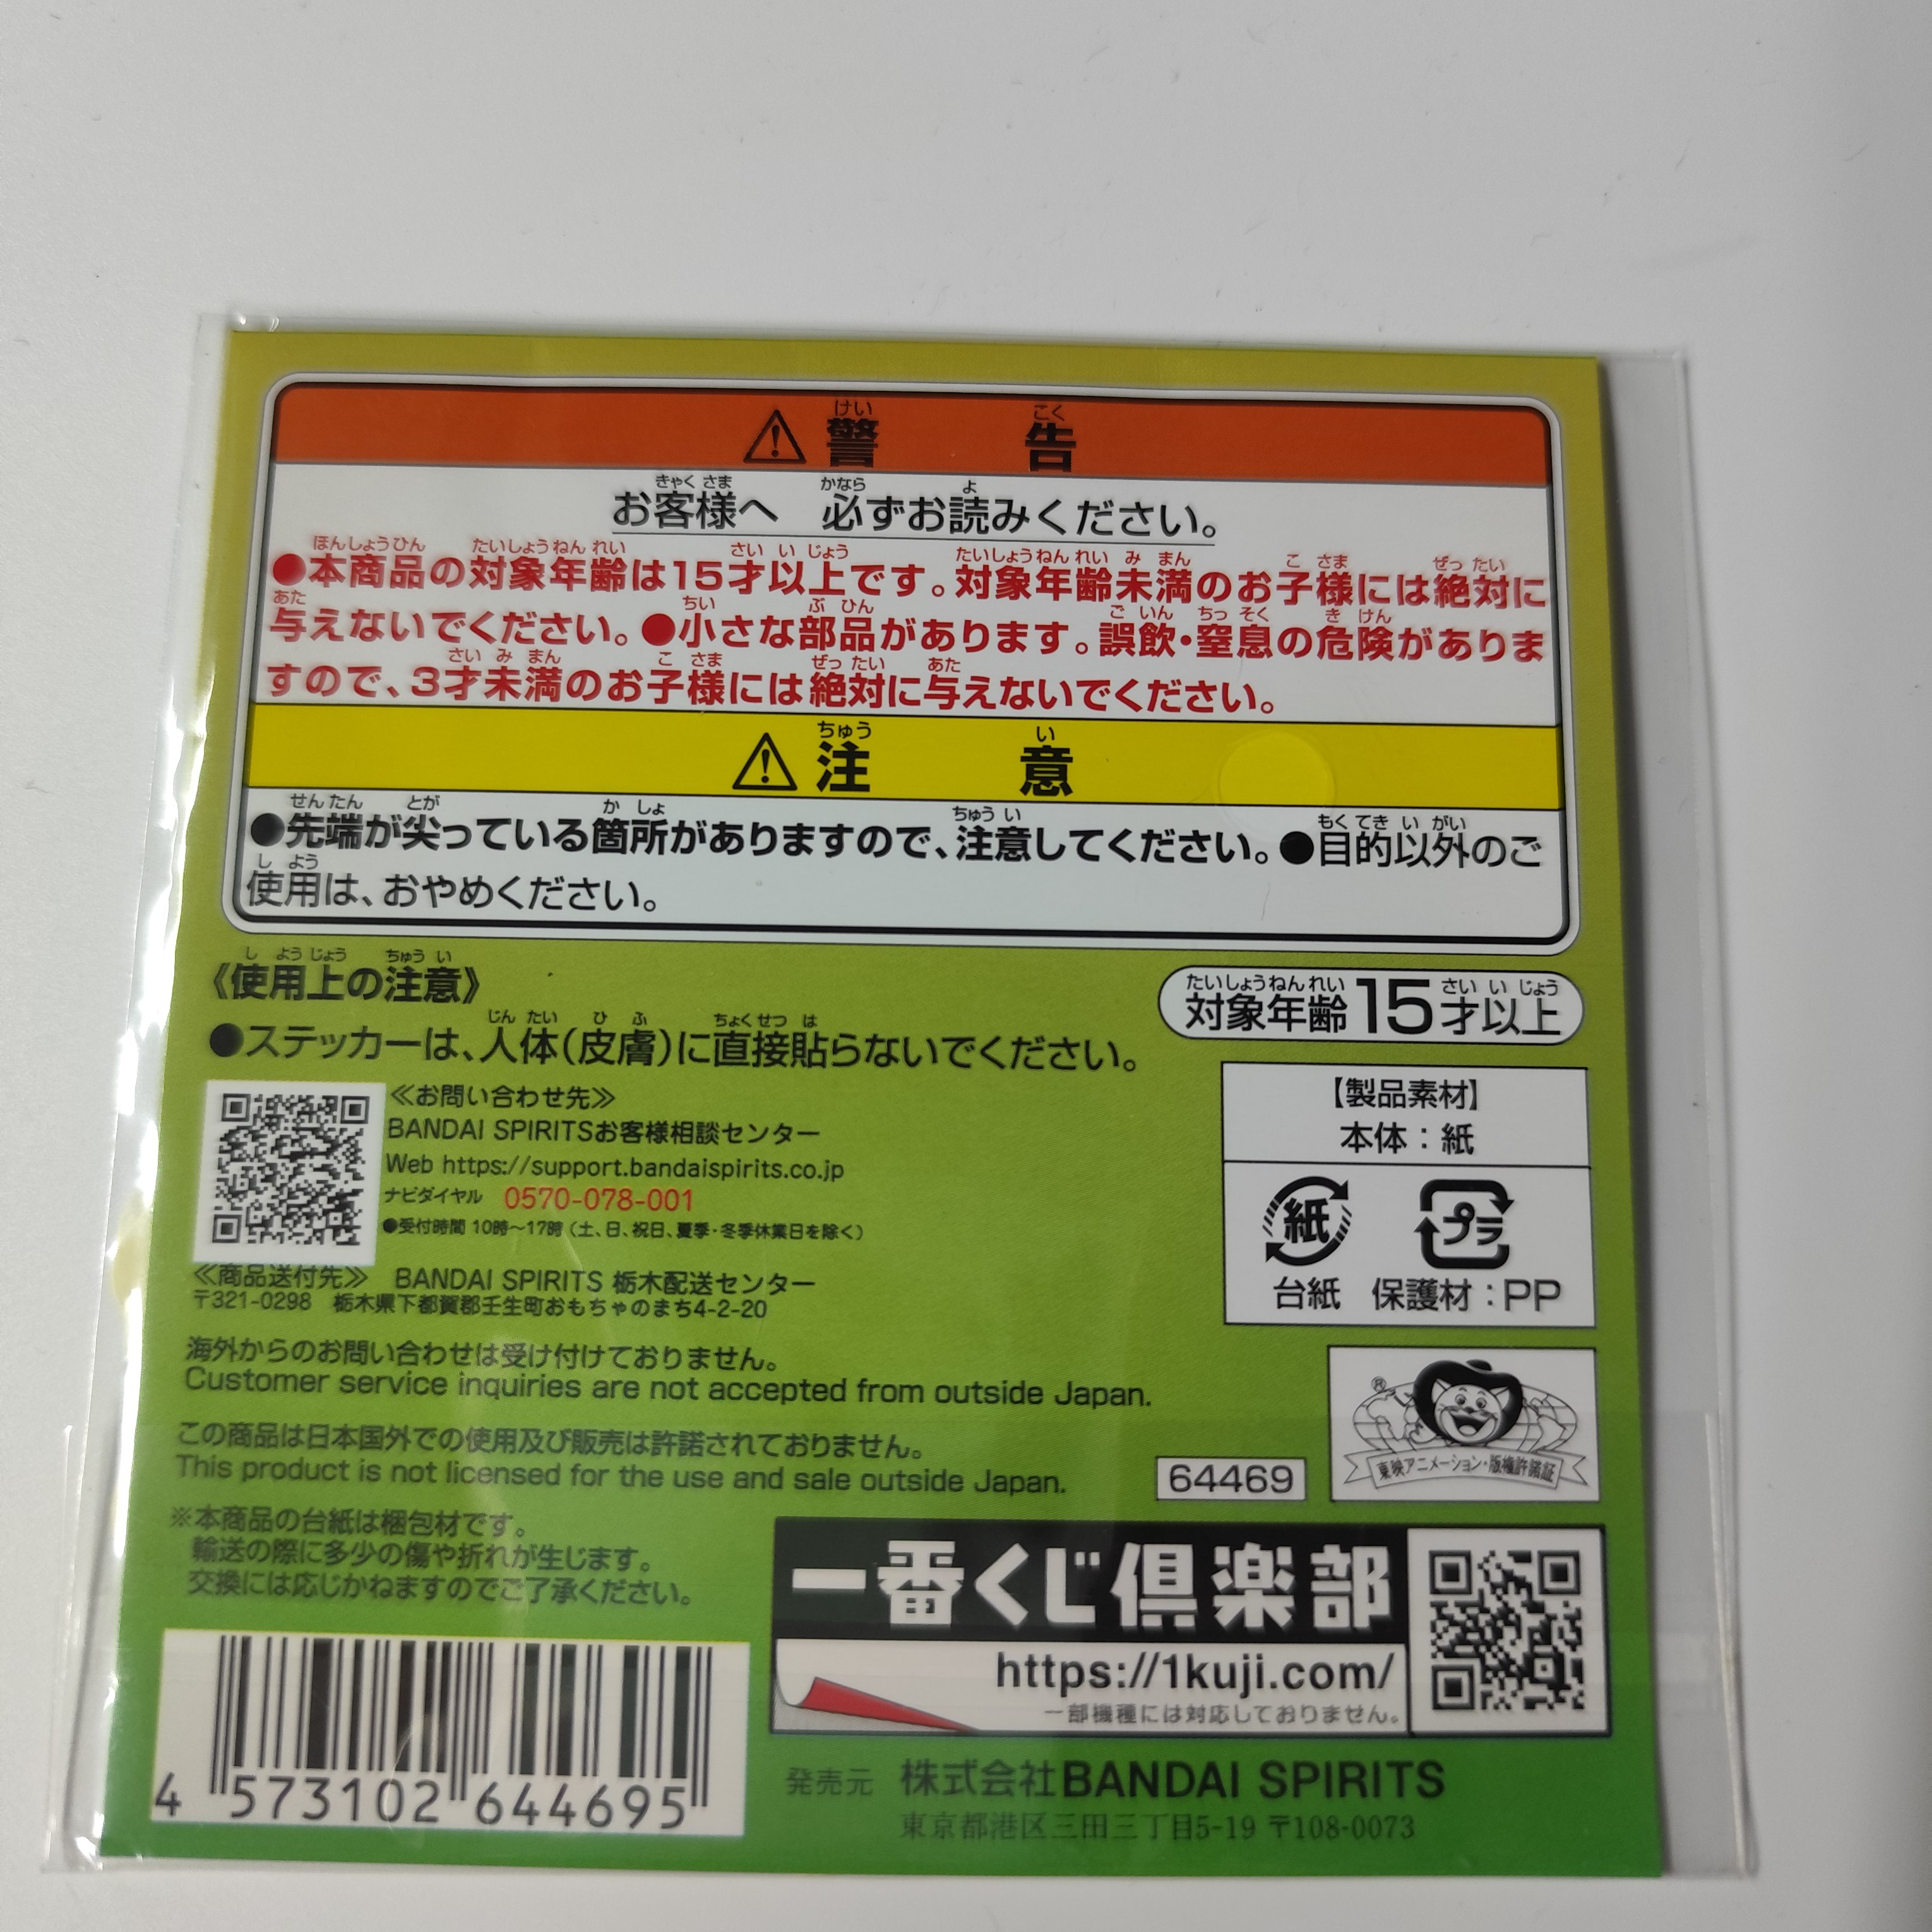 警告
お客様へ 必ずお読みください。
●本商品の対象年齢は15才以上です。対象年齢未満のお子様には絶対に
与えないでください。●小さな部品があります。誤飲・窒息の危険がありま
すので、3才未満のお子様には絶対に与えないでください。
注意
●先端が尖っている箇所がありますので、注意してください。●目的以外のご
使用は、おやめください。
《使用上の注意》
●ステッカーは、人体(皮膚)に直接貼らないでください。
対象年齢15才以上
≪お問い合わせ先≫
BANDAI SPIRITSお客様相談センター
Web https://support.bandaispirits.co.jp
ナビダイヤル 0570-078-001
●受付時間 10時～17時(土、日、祝日、夏季・冬季休業日を除く)
≪商品送付先≫ BANDAI SPIRITS 栃木配送センター
〒321-0298 栃木県下都賀郡壬生町おもちゃのまち4-2-20
【製品素材】
本体：紙
紙 プラ
台紙 保護材：PP
海外からのお問い合わせは受け付けておりません。
Customer service inquiries are not accepted from outside Japan.
この商品は日本国外での使用及び販売は許諾されておりません。
This product is not licensed for the use and sale outside Japan.
64469
®
東映アニメーション・版権許諾証
※本商品の台紙は梱包材です。
輸送の際に多少の傷や折れが生じます。
交換には応じかねますのでご了承ください。
一番くじ倶楽部
https://1kuji.com/
一部機種には対応しておりません。
4 573102 644695
発売元 株式会社BANDAI SPIRITS
東京都港区三田三丁目5-19 〒108-0073